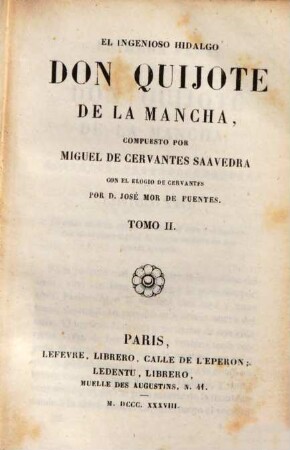 EL INGENIOSO HIDALGO
DON QUIJOTE
DE LA MANCHA,
COMPUESTO POR
MIGUEL DE CERVANTES SAAVEDRA
CON EL ELOGIO DE CERVANTES
POR D. JOSÉ MOR DE FUENTES.
TOMO II.
PARIS,
LEFEVRE, LIBRERO, CALLE DE L'EPERON;
LEDENTU, LIBRERO,
MUELLE DES AUGUSTINS, N. 41.
M. DCCC. XXXVIII.